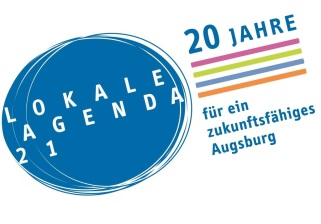 LOKALE
AGENDA
21
20 JAHRE
für ein
zukunftsfähiges
Augsburg